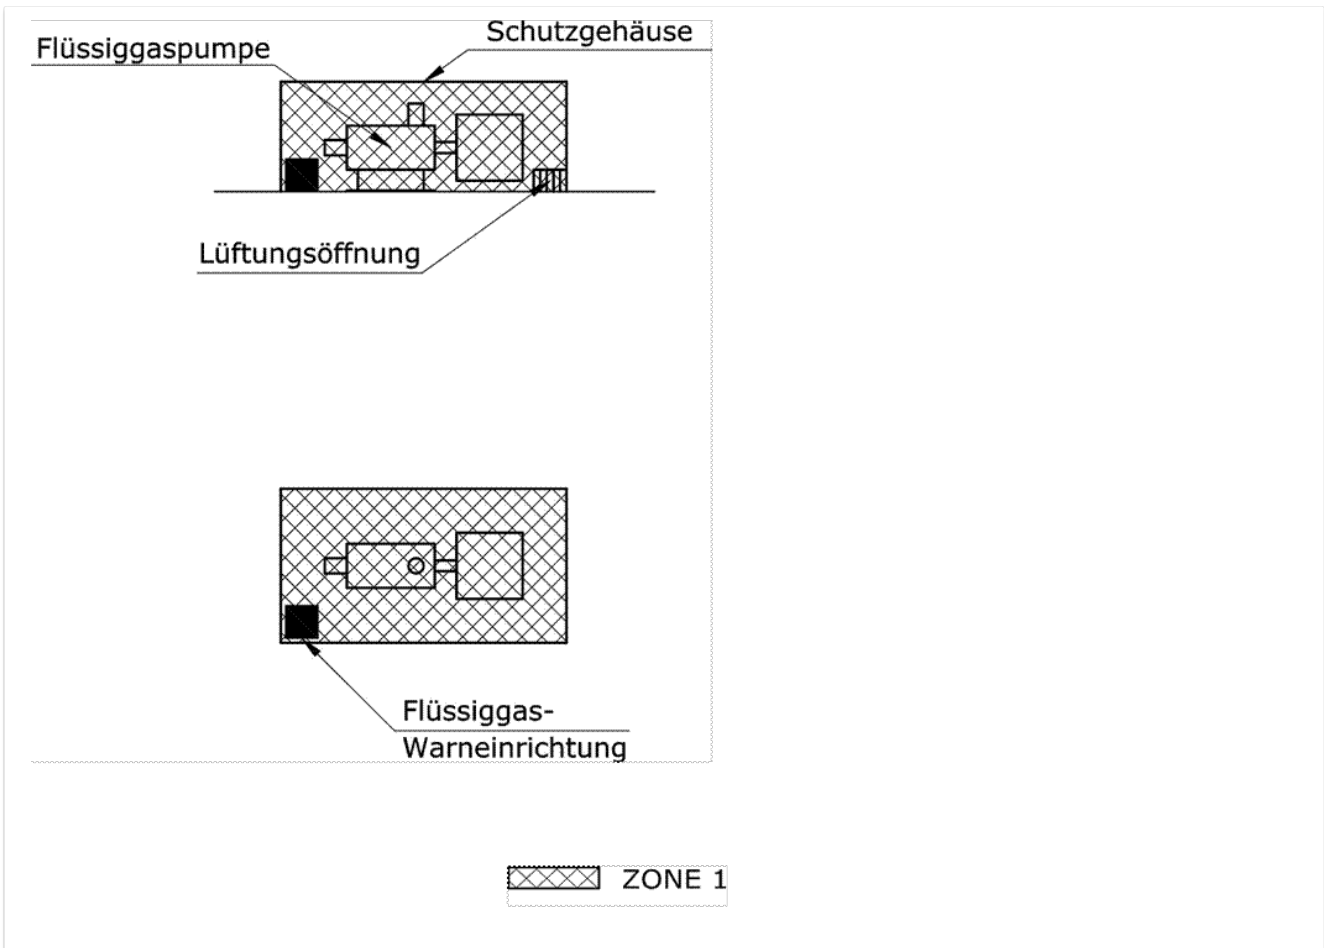 Schutzgehäuse
Flüssiggaspumpe
Lüftungsöffnung
Flüssiggas-
Warneinrichtung
ZONE 1